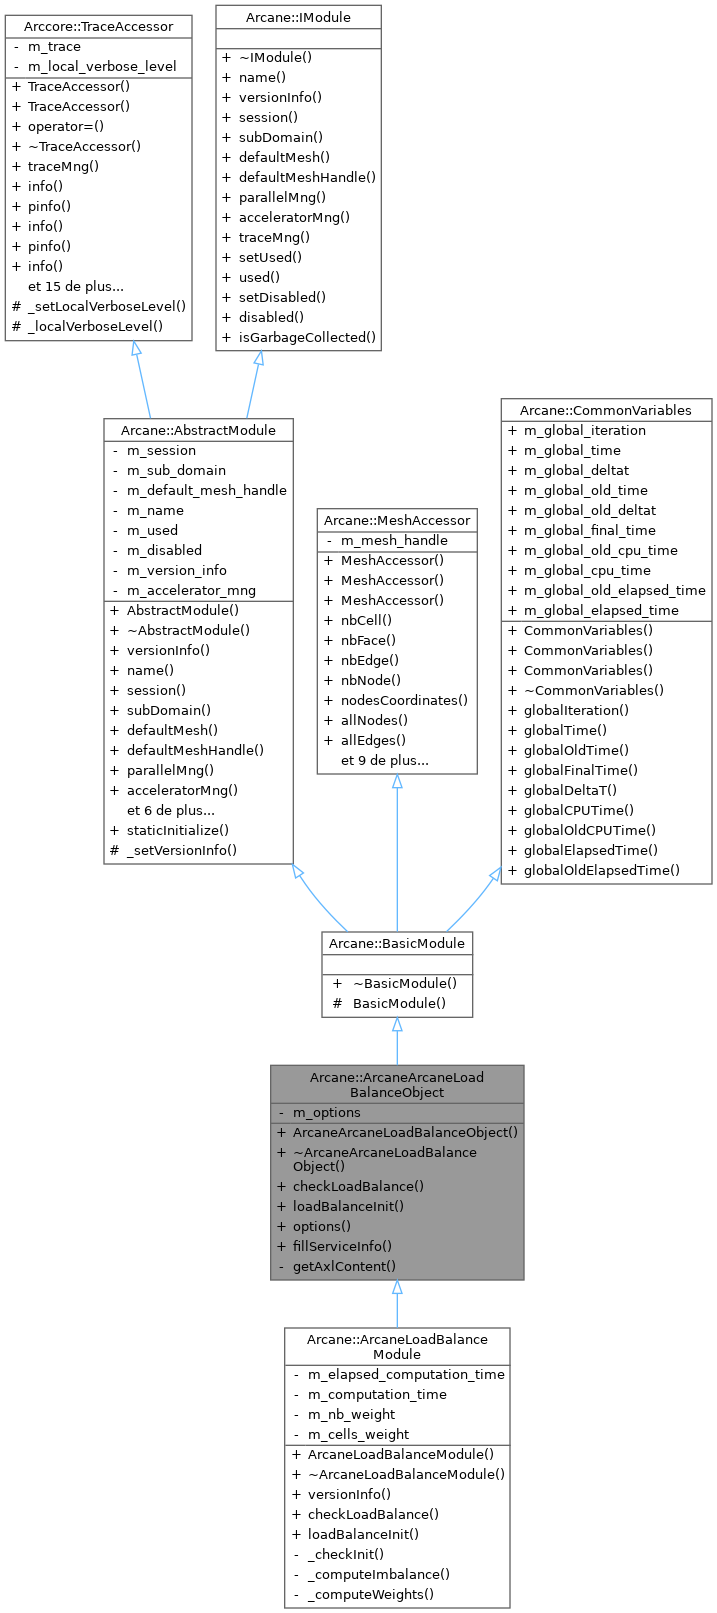 Arccore::TraceAccessor
- m_trace
- m_local_verbose_level
+ TraceAccessor()
+ TraceAccessor()
+ operator=()
+ ~TraceAccessor()
+ traceMng()
+ info()
+ pinfo()
+ info()
+ pinfo()
+ info()
et 15 de plus...
# _setLocalVerboseLevel()
# _localVerboseLevel()
Arcane::IModule
+ ~IModule()
+ name()
+ versionInfo()
+ session()
+ subDomain()
+ defaultMesh()
+ defaultMeshHandle()
+ parallelMng()
+ acceleratorMng()
+ traceMng()
+ setUsed()
+ used()
+ setDisabled()
+ disabled()
+ isGarbageCollected()
Arcane::AbstractModule
- m_session
- m_sub_domain
- m_default_mesh_handle
- m_name
- m_used
- m_disabled
- m_version_info
- m_accelerator_mng
+ AbstractModule()
+ ~AbstractModule()
+ versionInfo()
+ name()
+ session()
+ subDomain()
+ defaultMesh()
+ defaultMeshHandle()
+ parallelMng()
+ acceleratorMng()
et 6 de plus...
+ staticInitialize()
# _setVersionInfo()
Arcane::MeshAccessor
- m_mesh_handle
+ MeshAccessor()
+ MeshAccessor()
+ MeshAccessor()
+ nbCell()
+ nbFace()
+ nbEdge()
+ nbNode()
+ nodesCoordinates()
+ allNodes()
+ allEdges()
et 9 de plus...
Arcane::CommonVariables
+ m_global_iteration
+ m_global_time
+ m_global_deltat
+ m_global_old_time
+ m_global_old_deltat
+ m_global_final_time
+ m_global_old_cpu_time
+ m_global_cpu_time
+ m_global_old_elapsed_time
+ m_global_elapsed_time
+ CommonVariables()
+ CommonVariables()
+ CommonVariables()
+ ~CommonVariables()
+ globalIteration()
+ globalTime()
+ globalOldTime()
+ globalFinalTime()
+ globalDeltaT()
+ globalCPUTime()
+ globalOldCPUTime()
+ globalElapsedTime()
+ globalOldElapsedTime()
Arcane::BasicModule
+ ~BasicModule()
# BasicModule()
Arcane::ArcaneArcaneLoad
BalanceObject
- m_options
+ ArcaneArcaneLoadBalanceObject()
+ ~ArcaneArcaneLoadBalance
Object()
+ checkLoadBalance()
+ loadBalanceInit()
+ options()
+ fillServiceInfo()
- getAxlContent()
Arcane::ArcaneLoadBalance
Module
- m_elapsed_computation_time
- m_computation_time
- m_nb_weight
- m_cells_weight
+ ArcaneLoadBalanceModule()
+ ~ArcaneLoadBalanceModule()
+ versionInfo()
+ checkLoadBalance()
+ loadBalanceInit()
- _checkInit()
- _computeImbalance()
- _computeWeights()